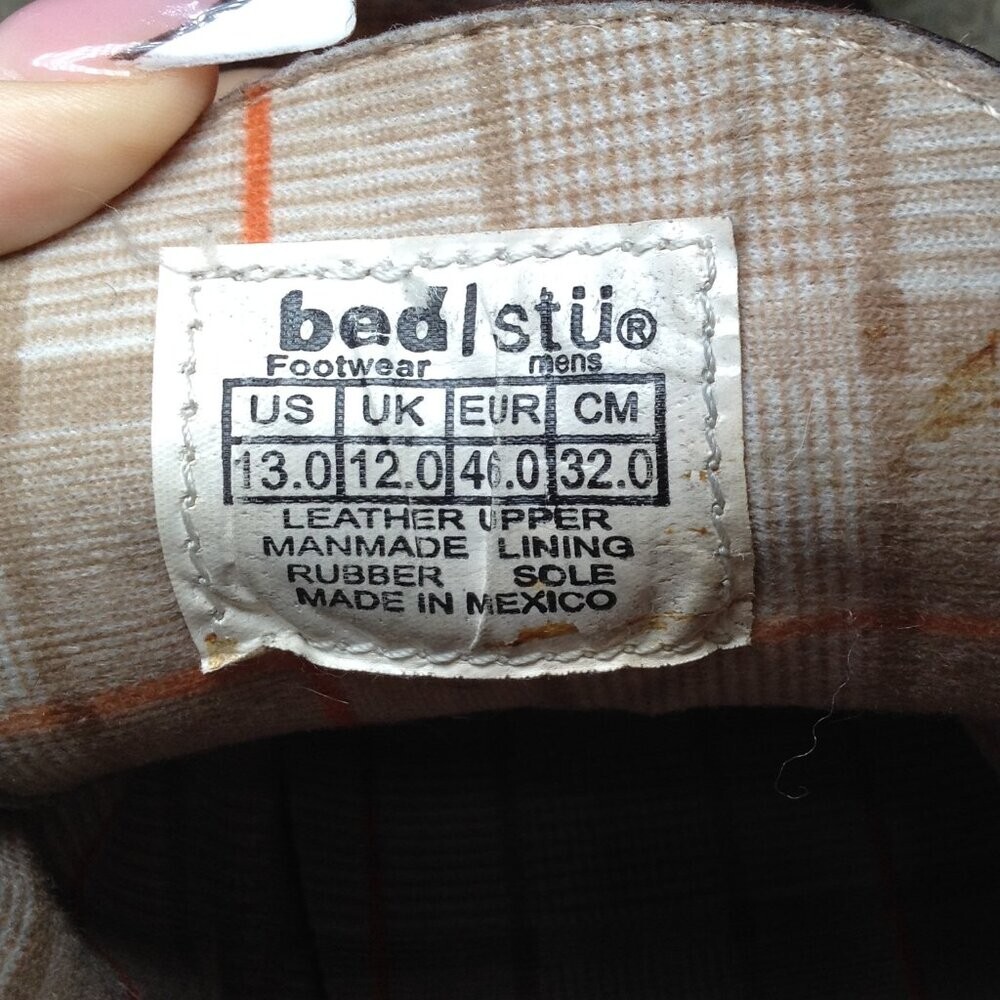 bed|stü®
Footwear mens
US UK EUR CM
13.0 12.0 46.0 32.0
LEATHER UPPER
MANMADE LINING
RUBBER SOLE
MADE IN MEXICO